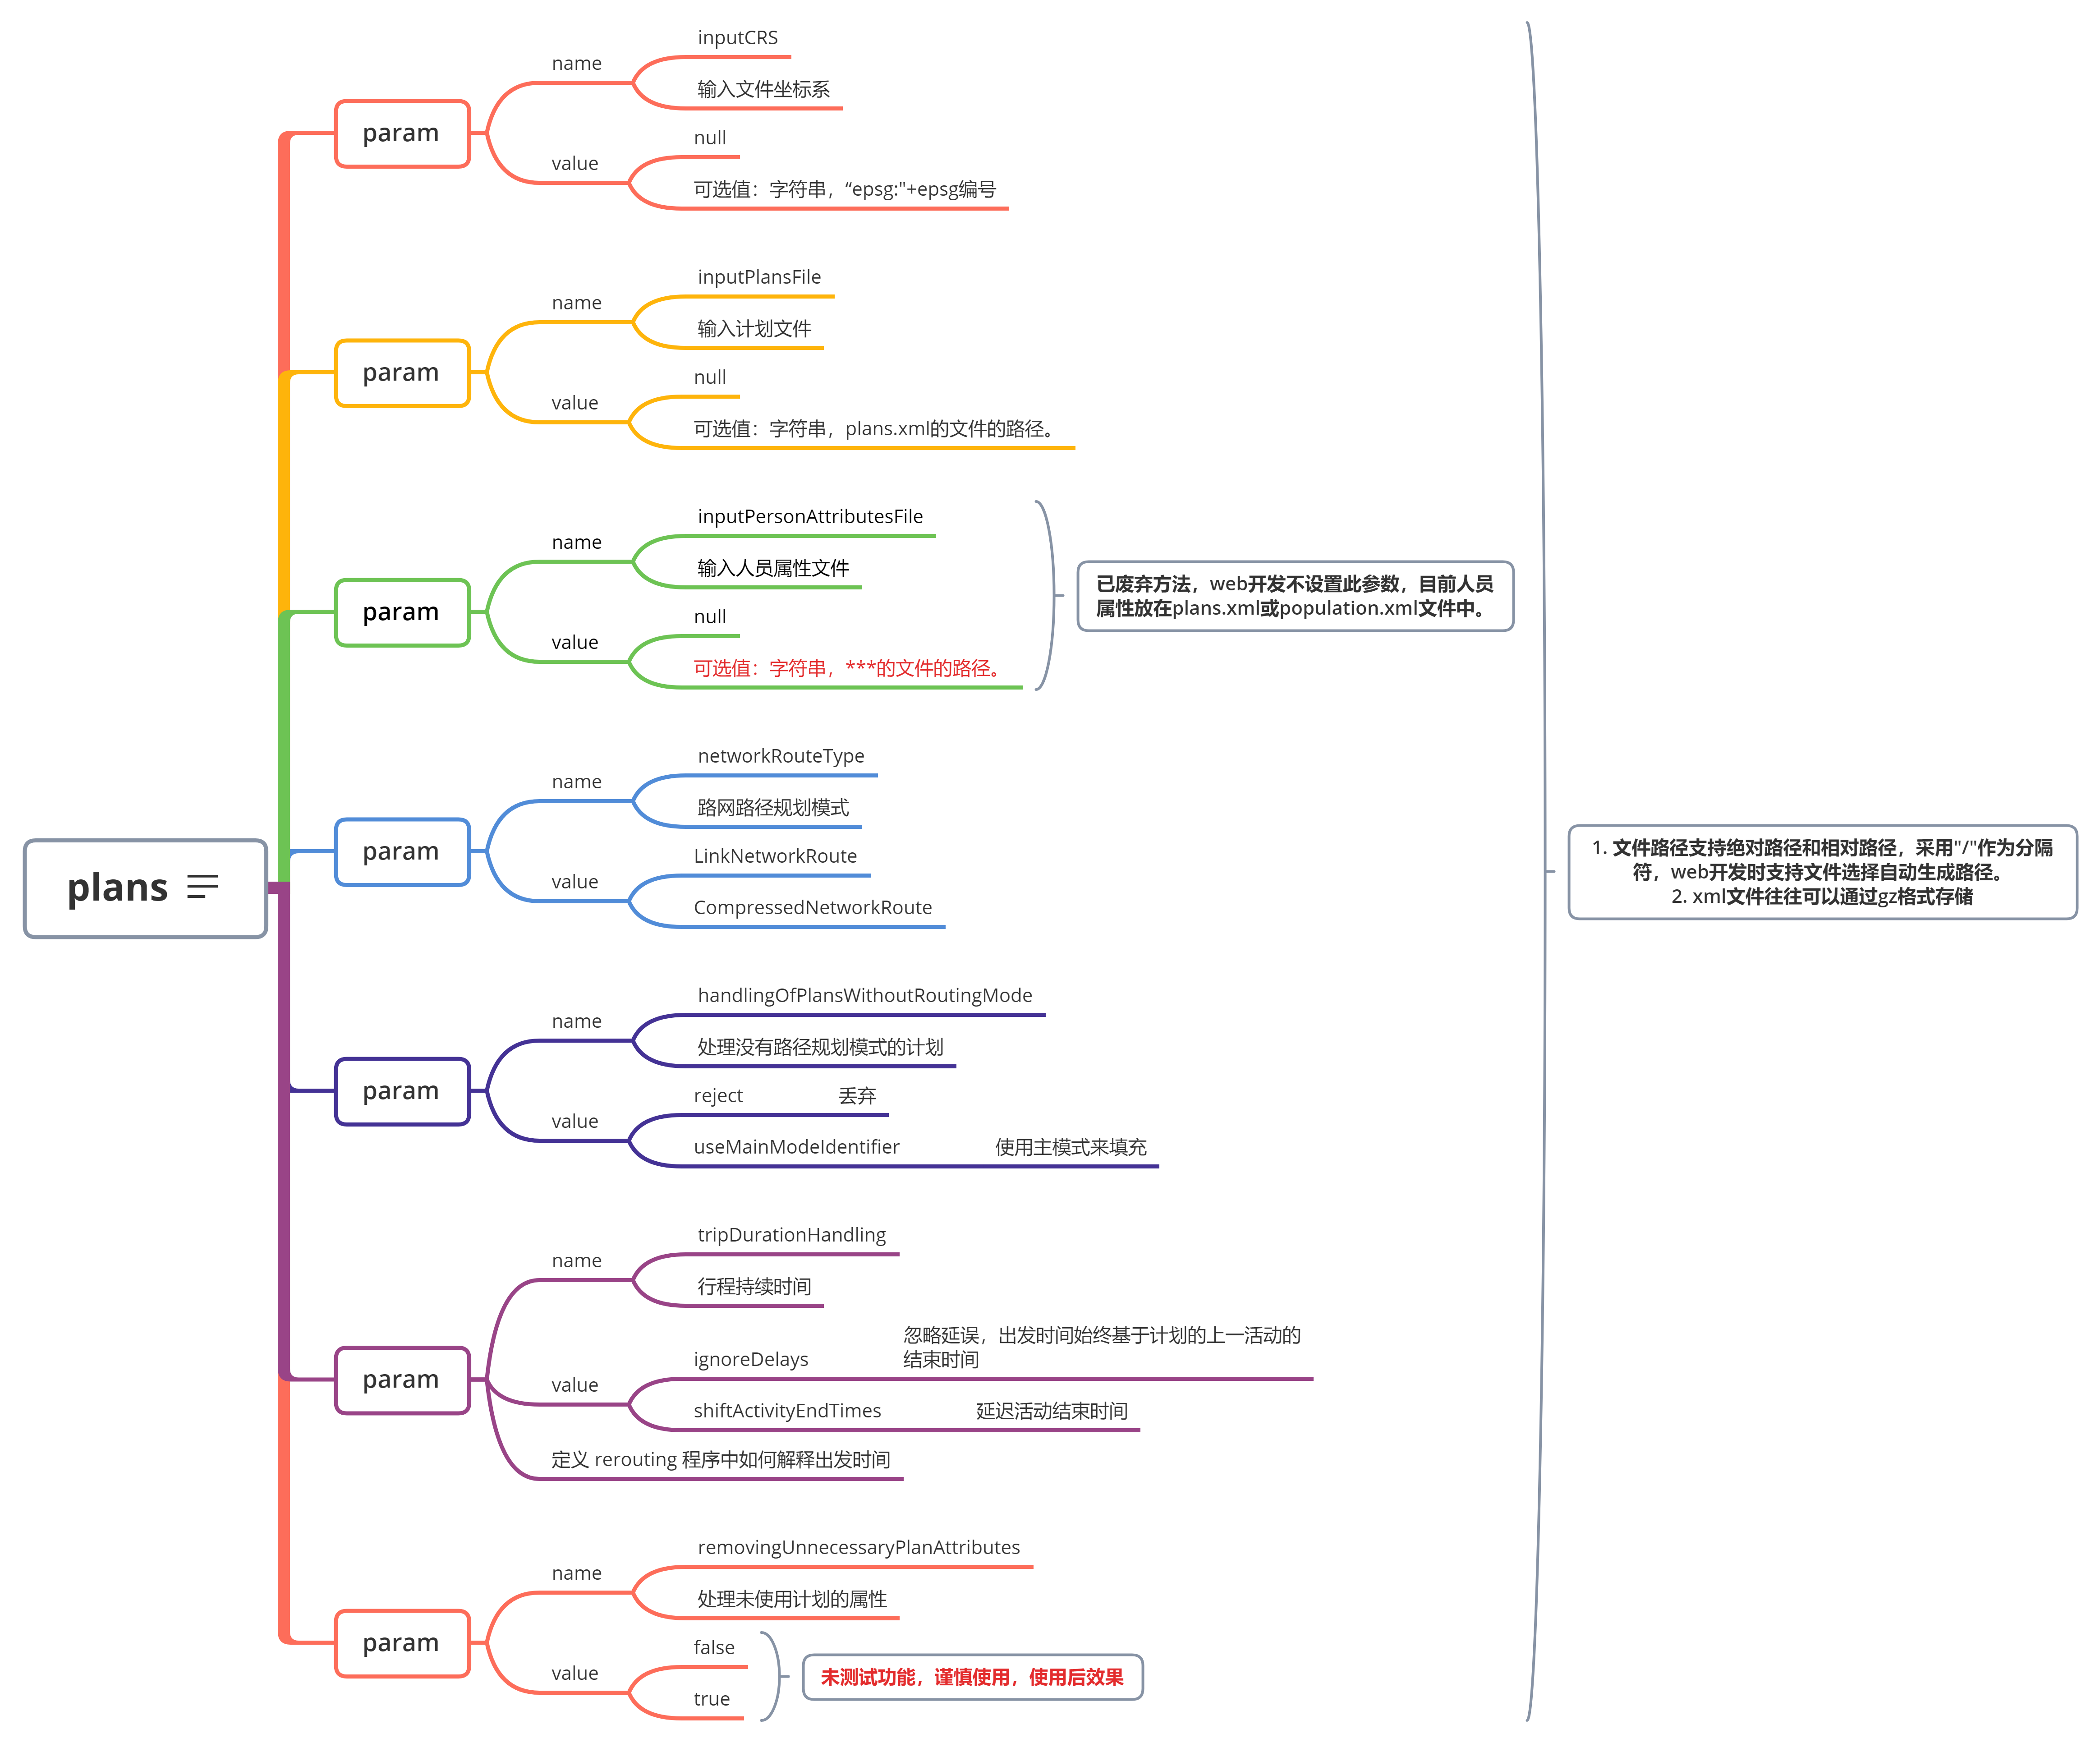 plans
param
name
inputCRS
输入文件坐标系
value
null
可选值：字符串，“epsg:"+epsg编号
param
name
inputPlansFile
输入计划文件
value
null
可选值：字符串，plans.xml的文件的路径。
param
name
inputPersonAttributesFile
输入人员属性文件
value
null
可选值：字符串，***的文件的路径。
已废弃方法，web开发不设置此参数，目前人员
属性放在plans.xml或population.xml文件中。
param
name
networkRouteType
路网路径规划模式
value
LinkNetworkRoute
CompressedNetworkRoute
param
name
handlingOfPlansWithoutRoutingMode
处理没有路径规划模式的计划
value
reject 丢弃
useMainModeIdentifier 使用主模式来填充
param
name
tripDurationHandling
行程持续时间
value
ignoreDelays
忽略延误，出发时间始终基于计划的上一活动的
结束时间
shiftActivityEndTimes 延迟活动结束时间
定义 rerouting 程序中如何解释出发时间
param
name
removingUnnecessaryPlanAttributes
处理未使用计划的属性
value
false
true
未测试功能，谨慎使用，使用后效果
1. 文件路径支持绝对路径和相对路径，采用"/"作为分隔
符，web开发时支持文件选择自动生成路径。
2. xml文件往往可以通过gz格式存储